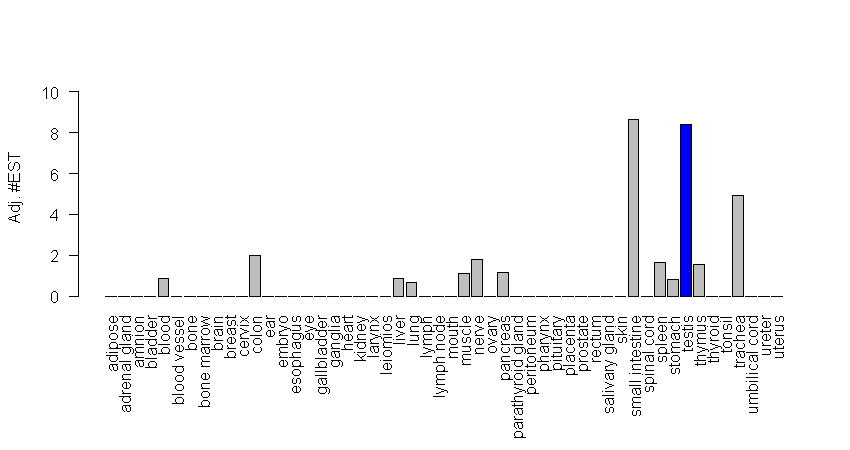 10
8
6
4
2
0
Adj. #EST
adipose
adrenal gland
amnion
bladder
blood
blood vessel
bone
bone marrow
brain
breast
cervix
colon
ear
embryo
esophagus
eye
gallbladder
ganglia
heart
kidney
larynx
leiomios
liver
lung
lymph
lymph node
mouth
muscle
nerve
ovary
pancreas
parathyroid gland
peritoneum
pharynx
pituitary
placenta
prostate
rectum
salivary gland
skin
small intestine
spinal cord
spleen
stomach
testis
thymus
thyroid
tonsil
trachea
umbilical cord
ureter
uterus